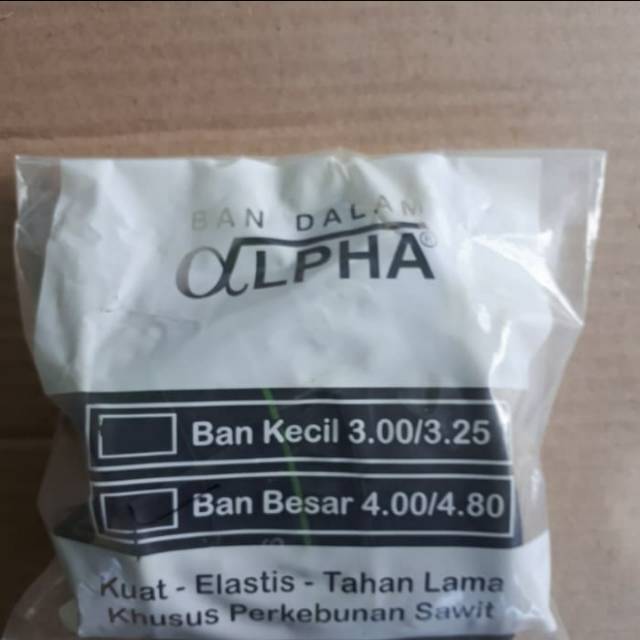 BAN DALAM
αLPHA®
Ban Kecil 3.00/3.25
Ban Besar 4.00/4.80
Kuat - Elastis - Tahan Lama
Khusus Perkebunan Sawit